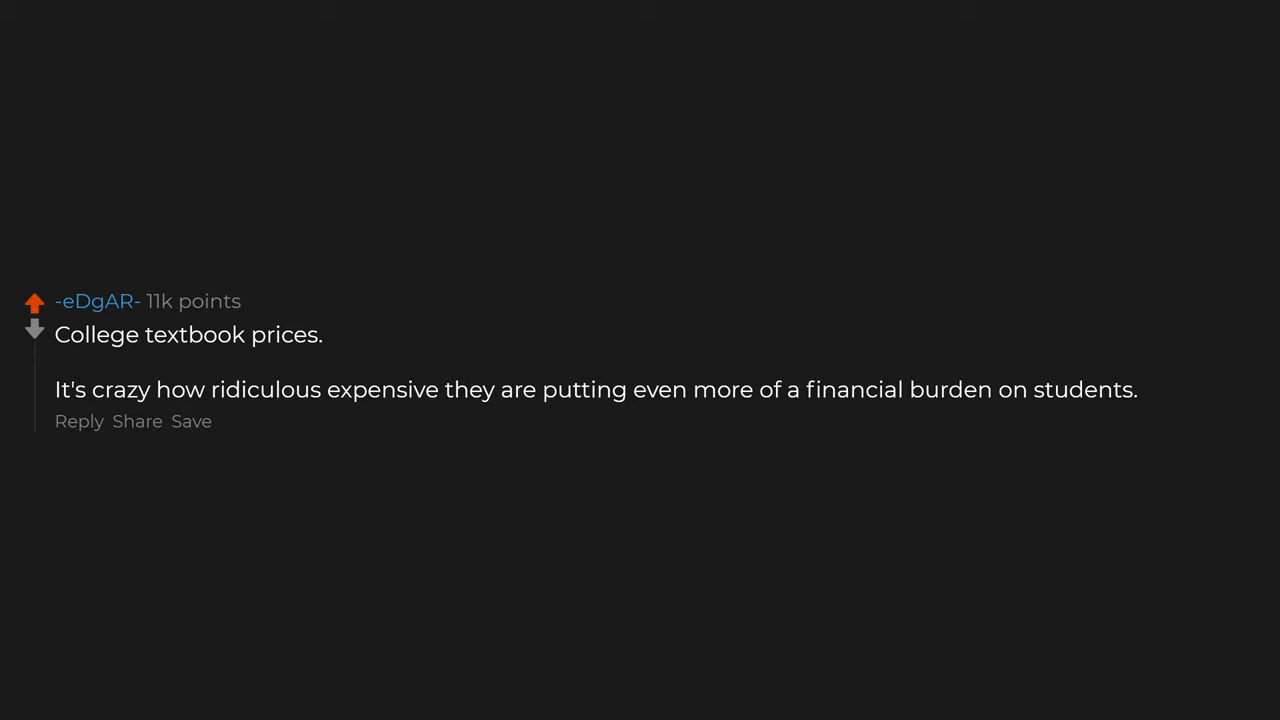 -eDgAR- 11k points
College textbook prices.
It's crazy how ridiculous expensive they are putting even more of a financial burden on students.
Reply Share Save